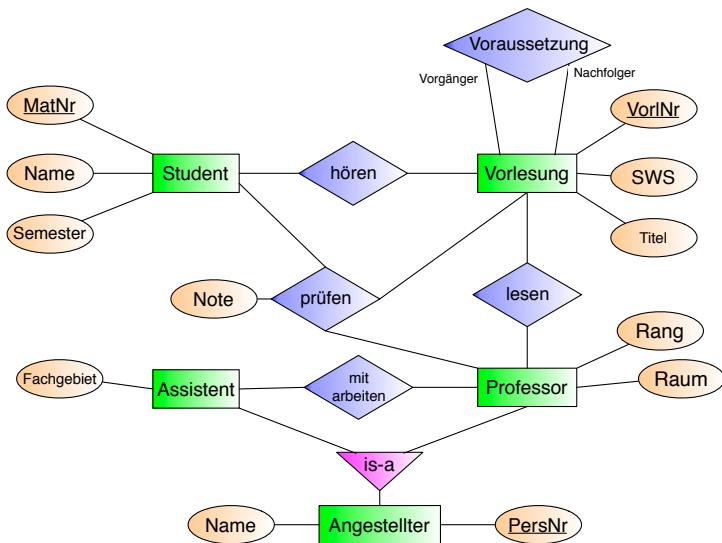 Voraussetzung
Vorgänger
Nachfolger
MatNr
VorlNr
Name
Student
hören
Vorlesung
SWS
Semester
Titel
Note
prüfen
lesen
Rang
Fachgebiet
Assistent
mit
arbeiten
Professor
Raum
is-a
Name
Angestellter
PersNr